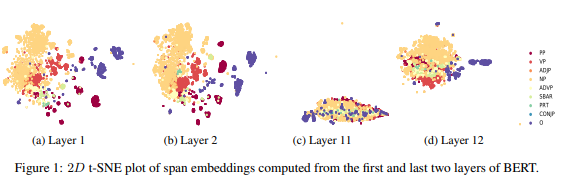 PP
VP
ADJP
NP
ADVP
SBAR
PRT
CONJP
O
(a) Layer 1
(b) Layer 2
(c) Layer 11
(d) Layer 12
Figure 1: 2D t-SNE plot of span embeddings computed from the first and last two layers of BERT.